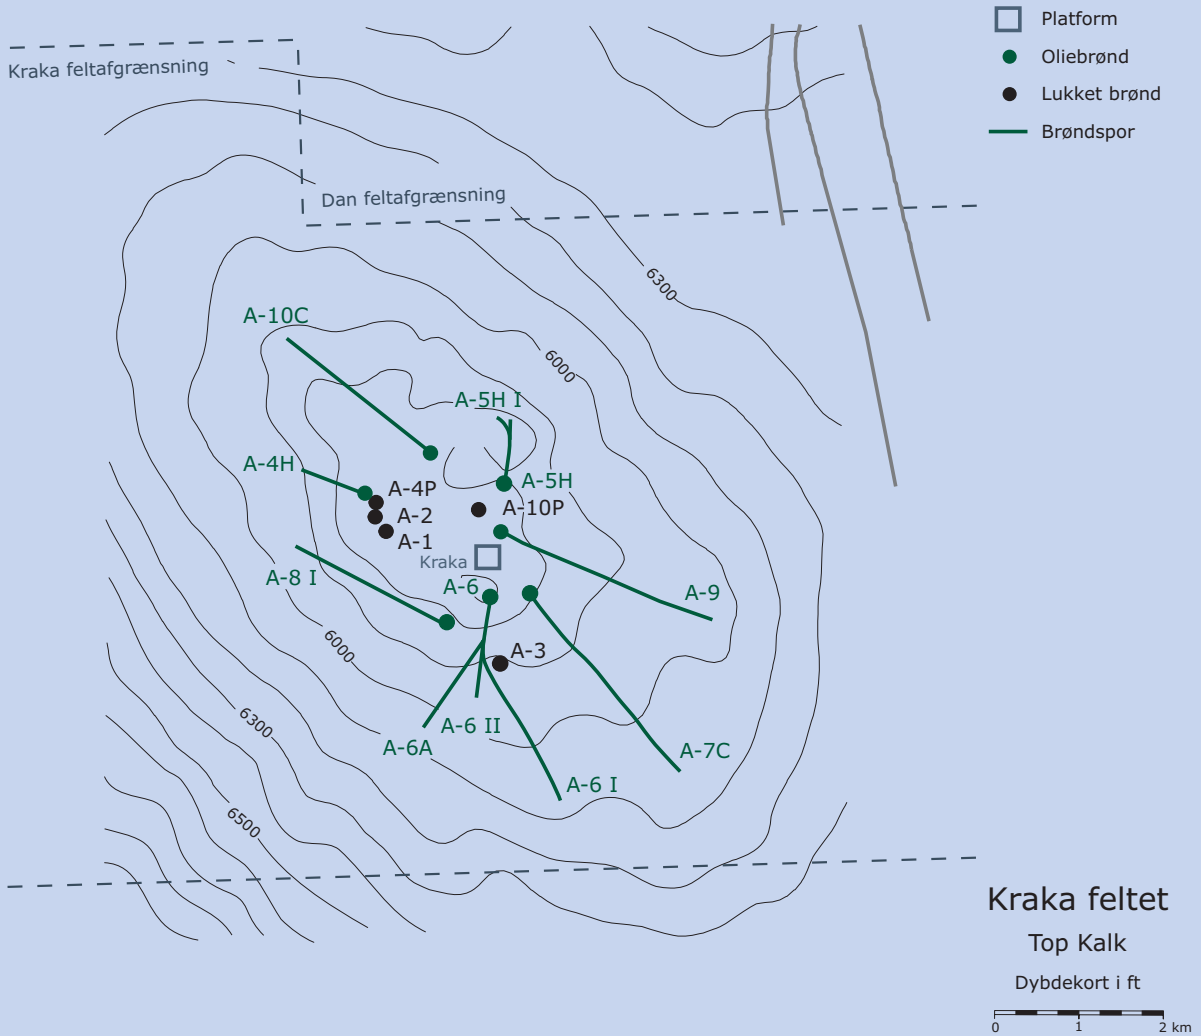 Platform
Oliebrønd
Lukket brønd
Brøndspor
Kraka feltafgrænsning
Dan feltafgrænsning
6300
A-10C
6000
A-5H I
A-4H
A-5H
A-4P
A-10P
A-2
A-1
Kraka
A-8 I
A-6
A-9
6000
A-3
6300
A-6 II
A-6A
A-7C
A-6 I
6500
Kraka feltet
Top Kalk
Dybdekort i ft
0 1 2 km